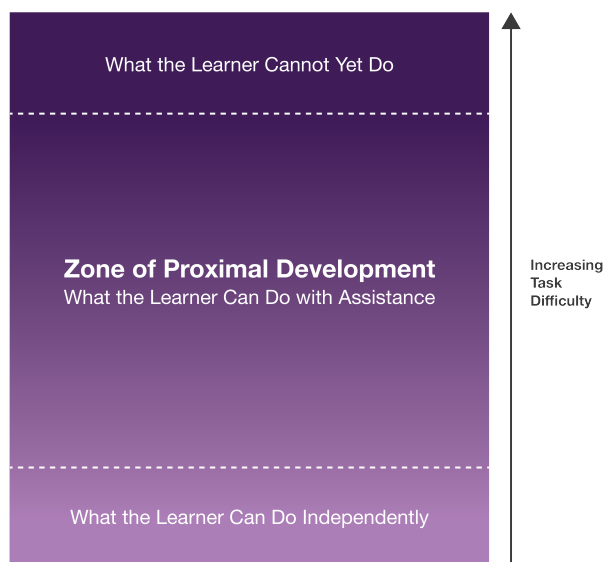 What the Learner Cannot Yet Do
Zone of Proximal Development
What the Learner Can Do with Assistance
Increasing
Task
Difficulty
What the Learner Can Do Independently